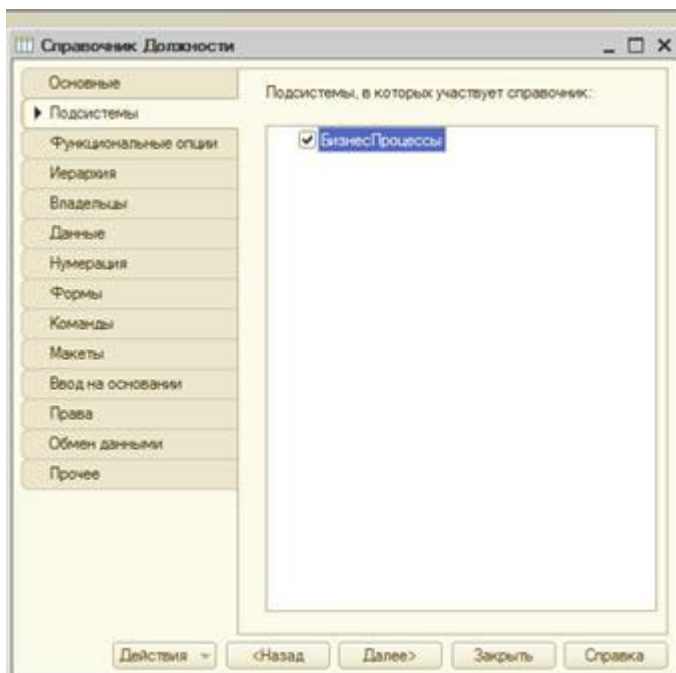 Справочник Должности
Основные
Подсистемы
Функциональные опции
Иерархия
Владельцы
Данные
Нумерация
Формы
Команды
Макеты
Ввод на основании
Права
Обмен данными
Прочее
Подсистемы, в которых участвует справочник:
БизнесПроцессы
Действия
<Назад
Далее>
Закрыть
Справка